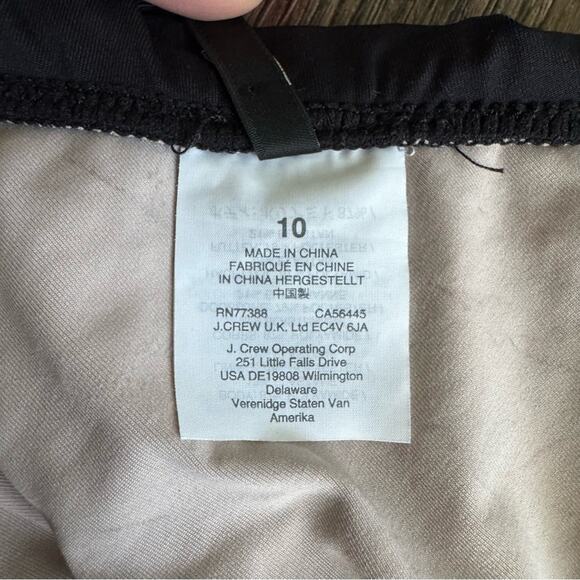 10
MADE IN CHINA
FABRIQUÉ EN CHINE
IN CHINA HERGESTELLT
中国製
RN77388 CA56445
J.CREW U.K. Ltd EC4V 6JA
J. Crew Operating Corp
251 Little Falls Drive
USA DE19808 Wilmington
Delaware
Verenidge Staten Van
Amerika